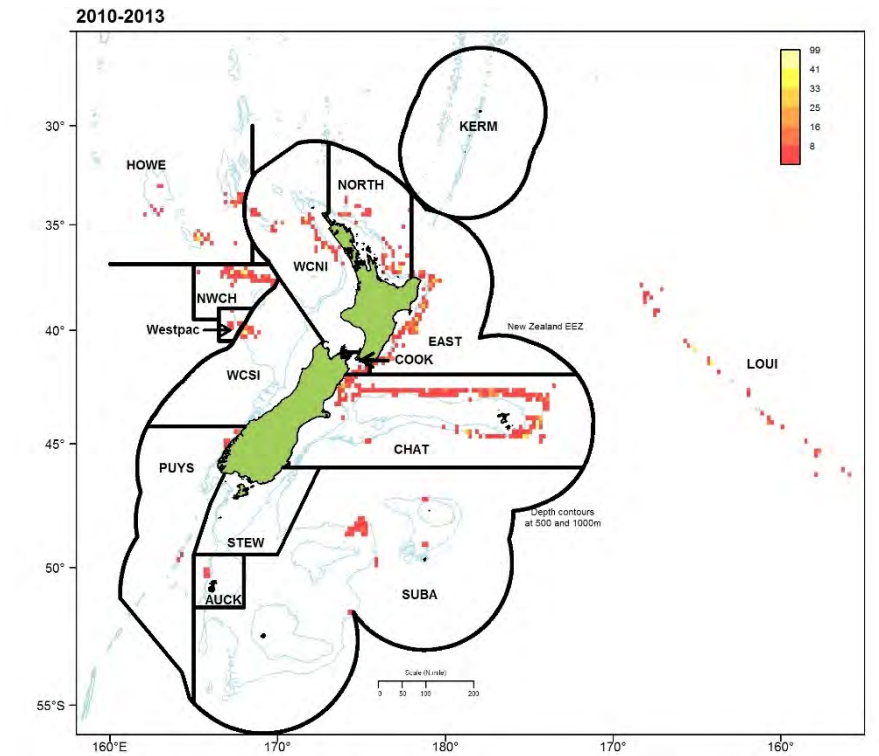 2010-2013
99
41
33
25
16
8
30°
KERM
HOWE
NORTH
35°
WCNI
NWCH
Westpac
EAST
New Zealand EEZ
40°
COOK
LOUI
WCSI
45°
CHAT
PUYS
Depth contours
at 500 and 1000m
STEW
50°
AUCK
SUBA
Scale (N.mile)
0 50 100 200
55°S
160°E 170° 180° 170° 160°